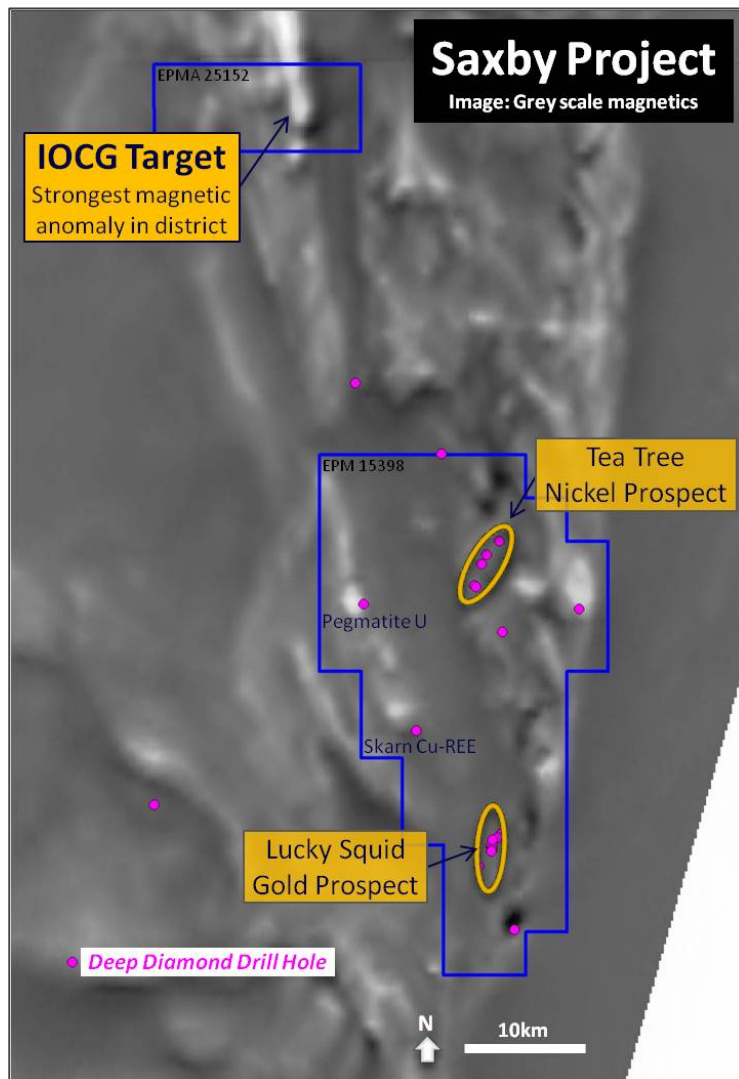 Saxby Project
Image: Grey scale magnetics
EPMA 25152
IOCG Target
Strongest magnetic
anomaly in district
EPM 15398
Tea Tree
Nickel Prospect
Pegmatite U
Skarn Cu-REE
Lucky Squid
Gold Prospect
Deep Diamond Drill Hole
N
10km